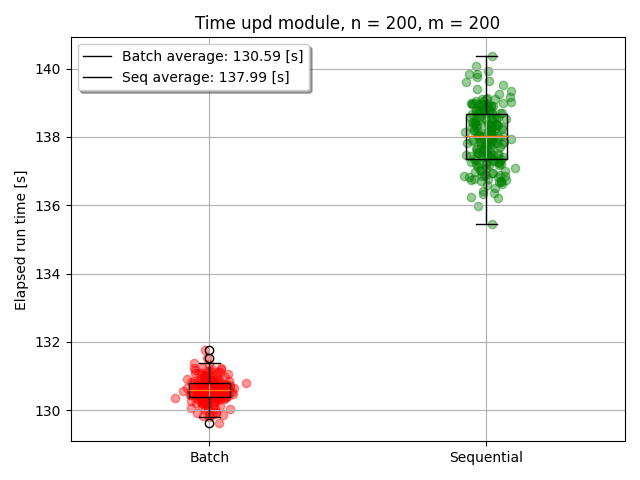 Time upd module, n = 200, m = 200
Batch average: 130.59 [s]
Seq average: 137.99 [s]
Elapsed run time [s]
140
138
136
134
132
130
Batch
Sequential